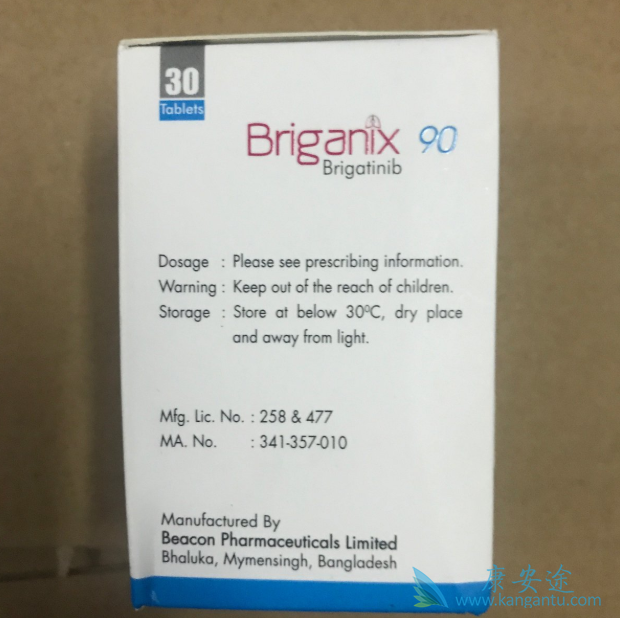 30
Tablets
Briganix 90
Brigatinib
Dosage : Please see prescribing information.
Warning : Keep out of the reach of children.
Storage : Store at below 30⁰C, dry place
and away from light.
Mfg. Lic. No. : 258 & 477
MA. No. : 341-357-010
Manufactured By
Beacon Pharmaceuticals Limited
Bhaluka, Mymensingh, Bangladesh
康安途
www.kangantu.com